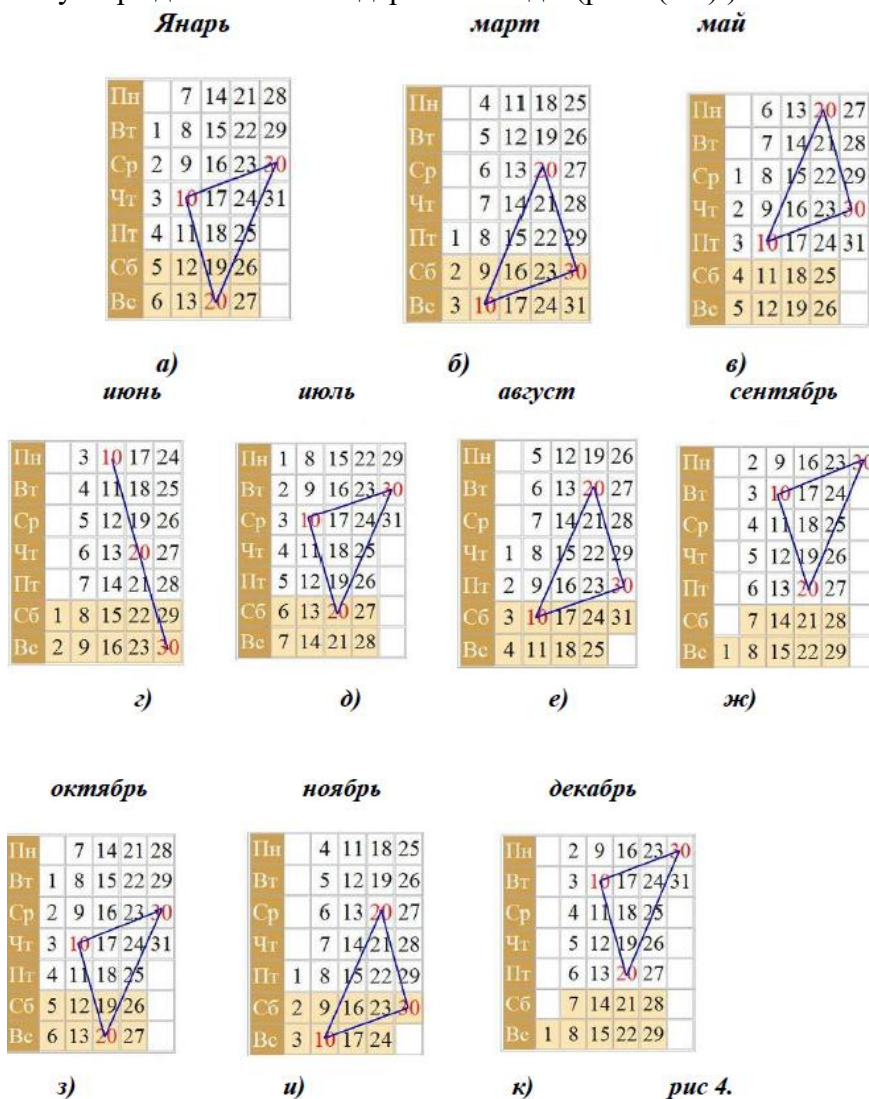 Янарь март май
Пн 7 14 21 28
Вт 1 8 15 22 29
Ср 2 9 16 23 30
Чт 3 10 17 24 31
Пт 4 11 18 25
Сб 5 12 19 26
Вс 6 13 20 27
а)
Пн 4 11 18 25
Вт 5 12 19 26
Ср 6 13 20 27
Чт 7 14 21 28
Пт 1 8 15 22 29
Сб 2 9 16 23 30
Вс 3 10 17 24 31
б)
Пн 6 13 20 27
Вт 7 14 21 28
Ср 1 8 15 22 29
Чт 2 9 16 23 30
Пт 3 10 17 24 31
Сб 4 11 18 25
Вс 5 12 19 26
в)
июнь июль август сентябрь
Пн 3 10 17 24
Вт 4 11 18 25
Ср 5 12 19 26
Чт 6 13 20 27
Пт 7 14 21 28
Сб 1 8 15 22 29
Вс 2 9 16 23 30
г)
Пн 1 8 15 22 29
Вт 2 9 16 23 30
Ср 3 10 17 24 31
Чт 4 11 18 25
Пт 5 12 19 26
Сб 6 13 20 27
Вс 7 14 21 28
д)
Пн 5 12 19 26
Вт 6 13 20 27
Ср 7 14 21 28
Чт 1 8 15 22 29
Пт 2 9 16 23 30
Сб 3 10 17 24 31
Вс 4 11 18 25
е)
Пн 2 9 16 23 30
Вт 3 10 17 24
Ср 4 11 18 25
Чт 5 12 19 26
Пт 6 13 20 27
Сб 7 14 21 28
Вс 1 8 15 22 29
ж)
октябрь ноябрь декабрь
Пн 7 14 21 28
Вт 1 8 15 22 29
Ср 2 9 16 23 30
Чт 3 10 17 24 31
Пт 4 11 18 25
Сб 5 12 19 26
Вс 6 13 20 27
з)
Пн 4 11 18 25
Вт 5 12 19 26
Ср 6 13 20 27
Чт 7 14 21 28
Пт 1 8 15 22 29
Сб 2 9 16 23 30
Вс 3 10 17 24
и)
Пн 2 9 16 23 30
Вт 3 10 17 24 31
Ср 4 11 18 25
Чт 5 12 19 26
Пт 6 13 20 27
Сб 7 14 21 28
Вс 1 8 15 22 29
к) рис 4.